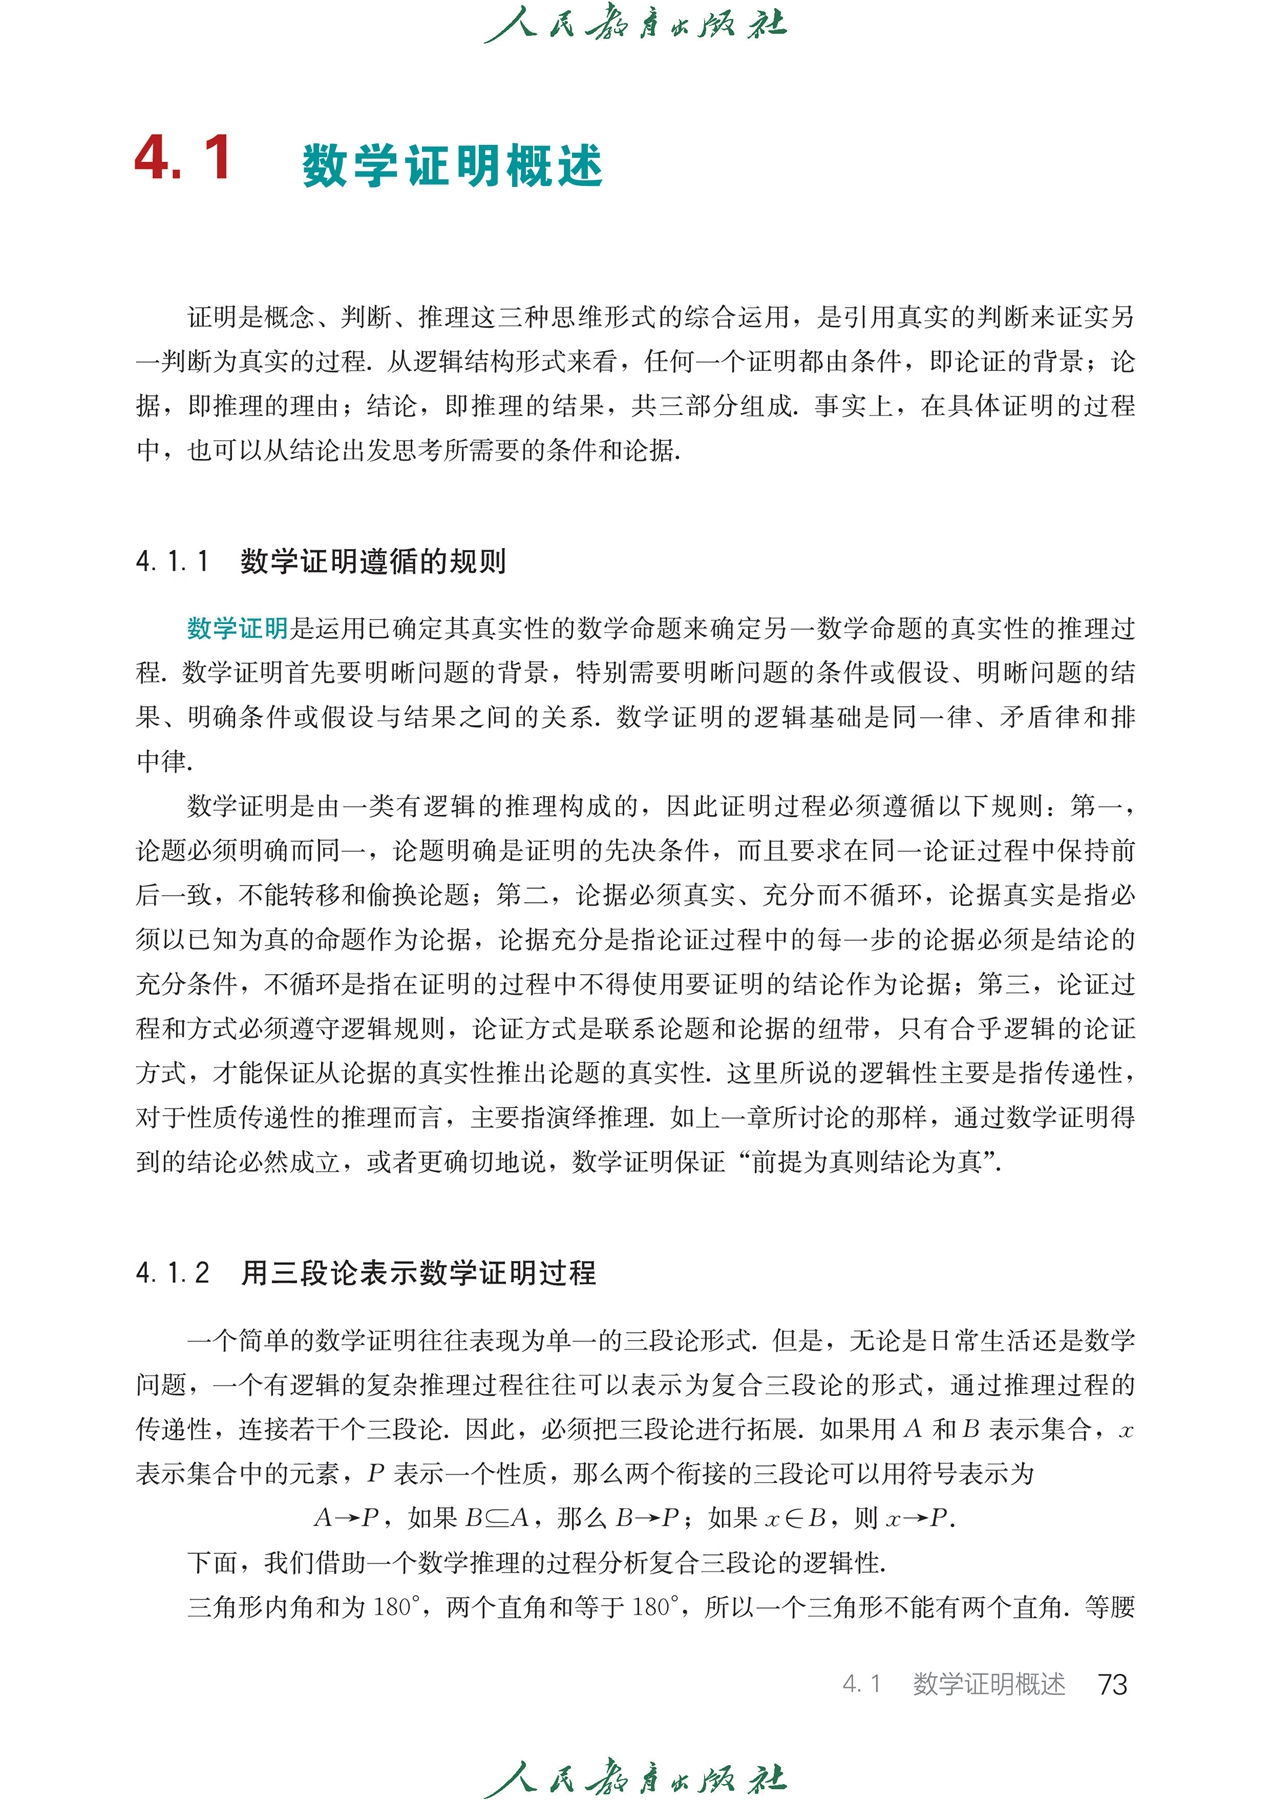 人民教育出版社
4.1 数学证明概述
证明是概念、判断、推理这三种思维形式的综合运用，是引用真实的判断来证实另
一判断为真实的过程. 从逻辑结构形式来看，任何一个证明都由条件，即论证的背景；论
据，即推理的理由；结论，即推理的结果，共三部分组成. 事实上，在具体证明的过程
中，也可以从结论出发思考所需要的条件和论据.
4.1.1 数学证明遵循的规则
数学证明是运用已确定其真实性的数学命题来确定另一数学命题的真实性的推理过
程. 数学证明首先要明晰问题的背景，特别需要明晰问题的条件或假设、明晰问题的结
果、明确条件或假设与结果之间的关系. 数学证明的逻辑基础是同一律、矛盾律和排
中律.
数学证明是由一类有逻辑的推理构成的，因此证明过程必须遵循以下规则：第一，
论题必须明确而同一，论题明确是证明的先决条件，而且要求在同一论证过程中保持前
后一致，不能转移和偷换论题；第二，论据必须真实、充分而不循环，论据真实是指必
须以已知为真的命题作为论据，论据充分是指论证过程中的每一步的论据必须是结论的
充分条件，不循环是指在证明的过程中不得使用要证明的结论作为论据；第三，论证过
程和方式必须遵守逻辑规则，论证方式是联系论题和论据的纽带，只有合乎逻辑的论证
方式，才能保证从论据的真实性推出论题的真实性. 这里所说的逻辑性主要是指传递性，
对于性质传递性的推理而言，主要指演绎推理. 如上一章所讨论的那样，通过数学证明得
到的结论必然成立，或者更确切地说，数学证明保证“前提为真则结论为真”.
4.1.2 用三段论表示数学证明过程
一个简单的数学证明往往表现为单一的三段论形式. 但是，无论是日常生活还是数学
问题，一个有逻辑的复杂推理过程往往可以表示为复合三段论的形式，通过推理过程的
传递性，连接若干个三段论. 因此，必须把三段论进行拓展. 如果用 A 和 B 表示集合，x
表示集合中的元素，P 表示一个性质，那么两个衔接的三段论可以用符号表示为
A→P，如果 B⊆A，那么 B→P；如果 x∈B，则 x→P.
下面，我们借助一个数学推理的过程分析复合三段论的逻辑性.
三角形内角和为 180°，两个直角和等于 180°，所以一个三角形不能有两个直角. 等腰
4.1 数学证明概述 73
人民教育出版社